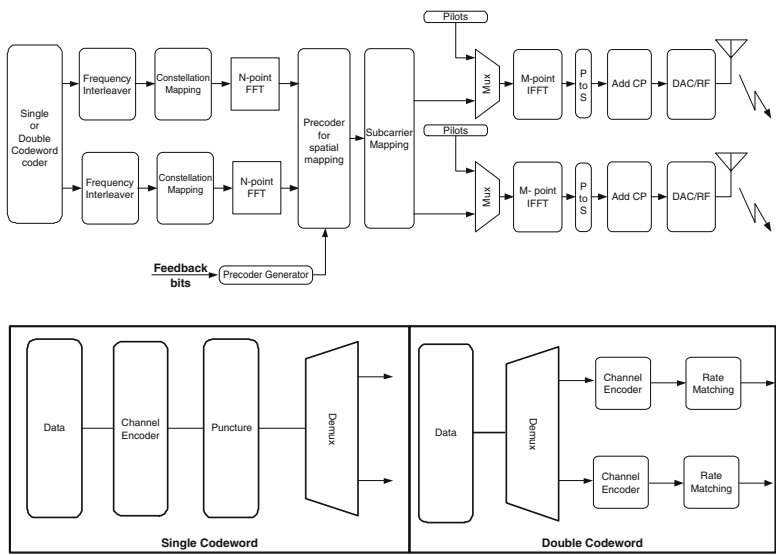 Pilots
Single
or
Double
Codeword
coder
Frequency
Interleaver
Constellation
Mapping
N-point
FFT
Precoder
for
spatial
mapping
Subcarrier
Mapping
Mux
M-point
IFFT
P
to
S
Add CP
DAC/RF
Pilots
Frequency
Interleaver
Constellation
Mapping
N-point
FFT
Mux
M- point
IFFT
P
to
S
Add CP
DAC/RF
Feedback
bits
Precoder Generator
Data
Channel
Encoder
Puncture
Demux
Single Codeword
Data
Demux
Channel
Encoder
Rate
Matching
Channel
Encoder
Rate
Matching
Double Codeword